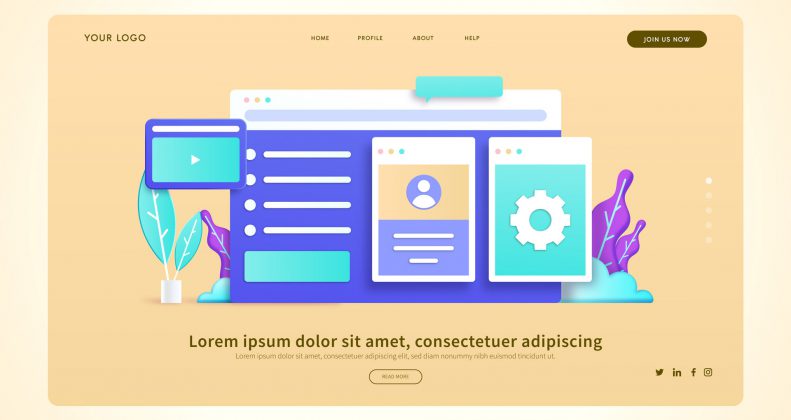 YOUR LOGO
HOME
PROFILE
ABOUT
HELP
JOIN US NOW
Lorem ipsum dolor sit amet, consectetuer adipiscing
Lorem ipsum dolor sit amet, consectetuer adipiscing elit, sed diam nonummy nibh euismod tincidunt ut.
READ MORE